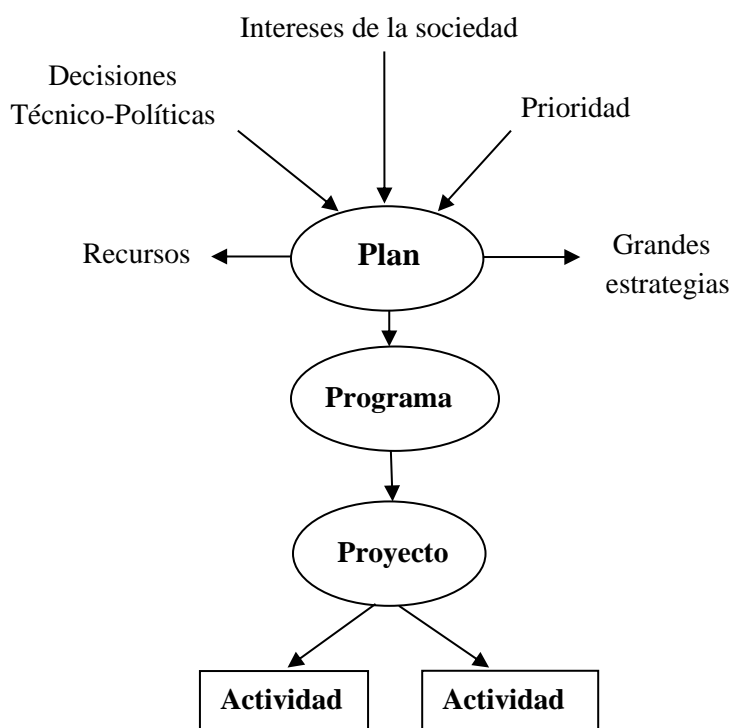 Intereses de la sociedad
Decisiones
Técnico-Políticas
Prioridad
Recursos
Plan
Grandes
estrategias
Programa
Proyecto
Actividad
Actividad